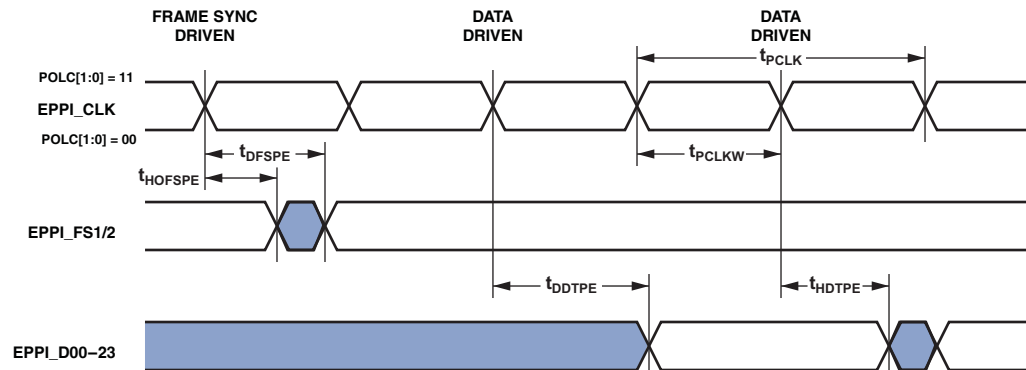 FRAME SYNC
DRIVEN
DATA
DRIVEN
DATA
DRIVEN
tPCLK
POLC[1:0] = 11
EPPI_CLK
POLC[1:0] = 00
tDFSPE
tPCLKW
tHOFSPE
EPPI_FS1/2
tDDTPE
tHDTPE
EPPI_D00–23